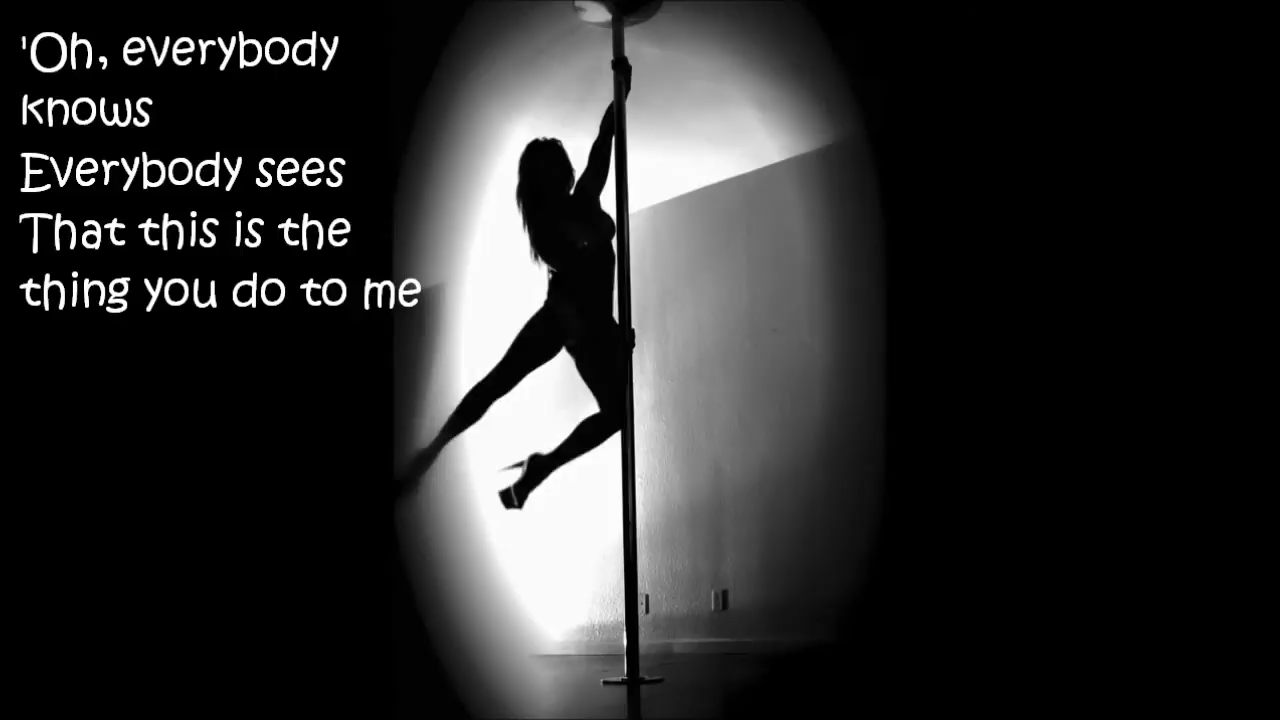 'Oh, everybody
knows
Everybody sees
That this is the
thing you do to me